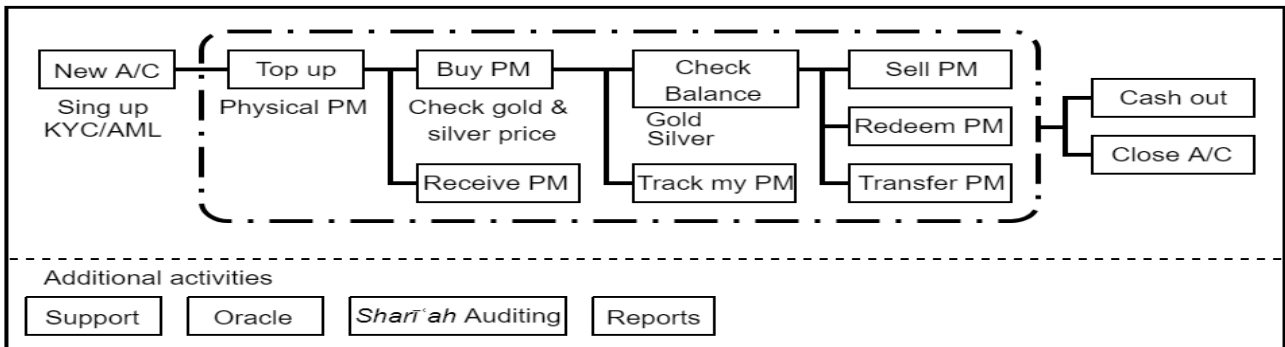 New A/C
Sing up
KYC/AML
Top up
Physical PM
Buy PM
Check gold &
silver price
Receive PM
Check
Balance
Gold
Silver
Track my PM
Sell PM
Redeem PM
Transfer PM
Cash out
Close A/C
Additional activities
Support
Oracle
Sharīʿah Auditing
Reports